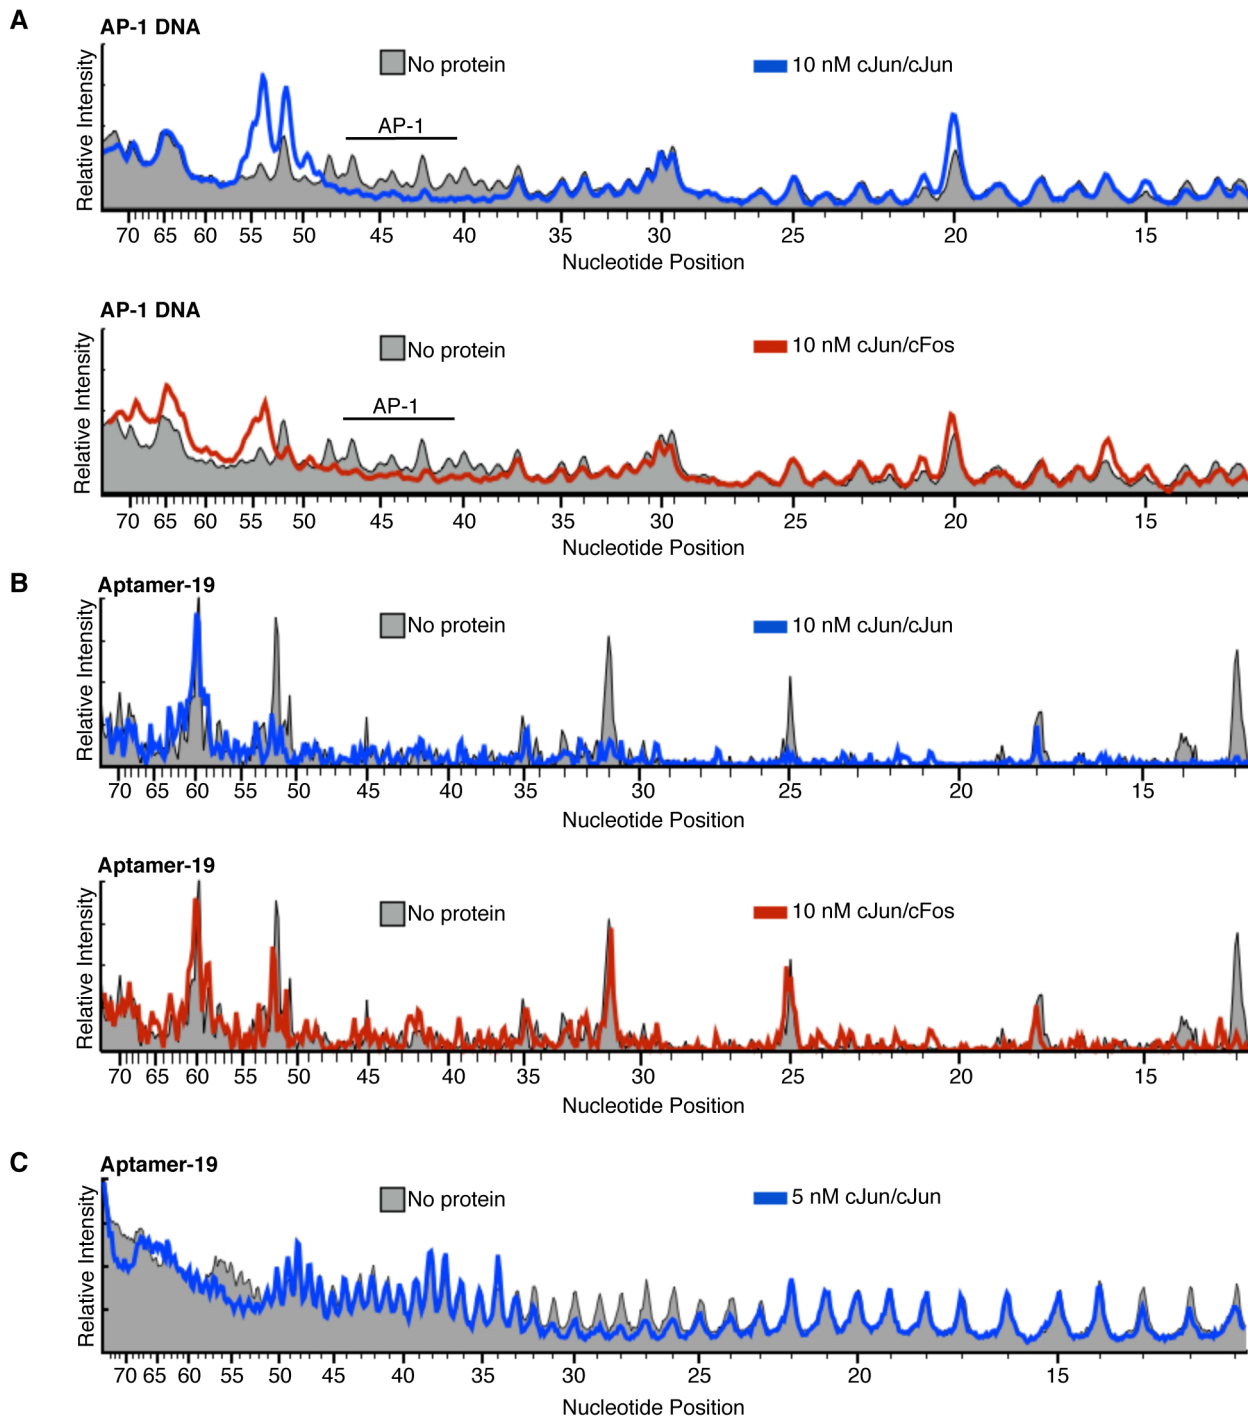 A
AP-1 DNA
No protein
10 nM cJun/cJun
AP-1
Relative Intensity
70 65 60 55 50 45 40 35 30 25 20 15
Nucleotide Position
AP-1 DNA
No protein
10 nM cJun/cFos
AP-1
Relative Intensity
70 65 60 55 50 45 40 35 30 25 20 15
Nucleotide Position
B
Aptamer-19
No protein
10 nM cJun/cJun
Relative Intensity
70 65 60 55 50 45 40 35 30 25 20 15
Nucleotide Position
Aptamer-19
No protein
10 nM cJun/cFos
Relative Intensity
70 65 60 55 50 45 40 35 30 25 20 15
Nucleotide Position
C
Aptamer-19
No protein
5 nM cJun/cJun
Relative Intensity
70 65 60 55 50 45 40 35 30 25 20 15
Nucleotide Position